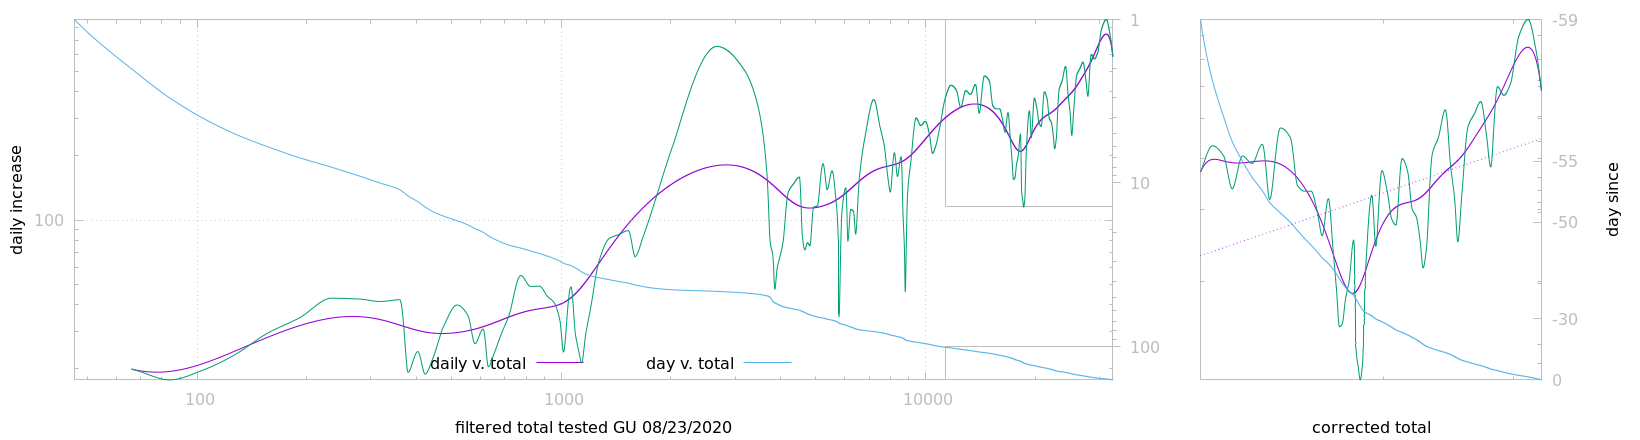 daily increase
100
daily v. total
day v. total
100
1000
10000
filtered total tested GU 08/23/2020
1
10
100
-59
-55
-50
-30
0
day since
corrected total